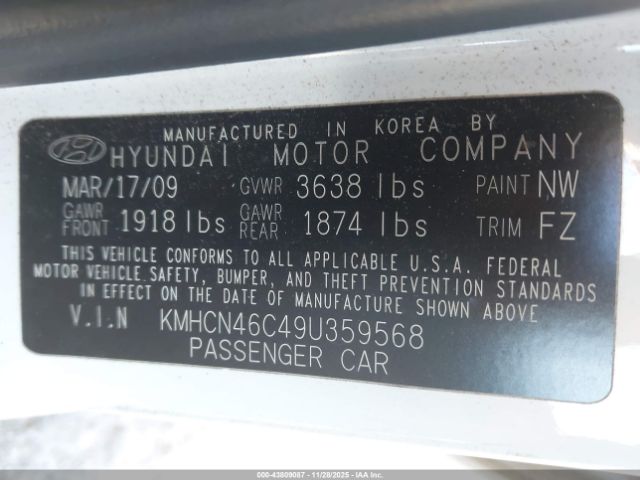 MANUFACTURED IN KOREA BY
HYUNDAI MOTOR COMPANY
MAR/17/09 GVWR 3638 lbs PAINT NW
GAWR FRONT 1918 lbs GAWR REAR 1874 lbs TRIM FZ
THIS VEHICLE CONFORMS TO ALL APPLICABLE U.S.A. FEDERAL
MOTOR VEHICLE SAFETY, BUMPER, AND THEFT PREVENTION STANDARDS
IN EFFECT ON THE DATE OF MANUFACTURE SHOWN ABOVE
V.I.N KMHCN46C49U359568
PASSENGER CAR
000-43809087 - 11/28/2025 - Copyright © IAA, Inc.